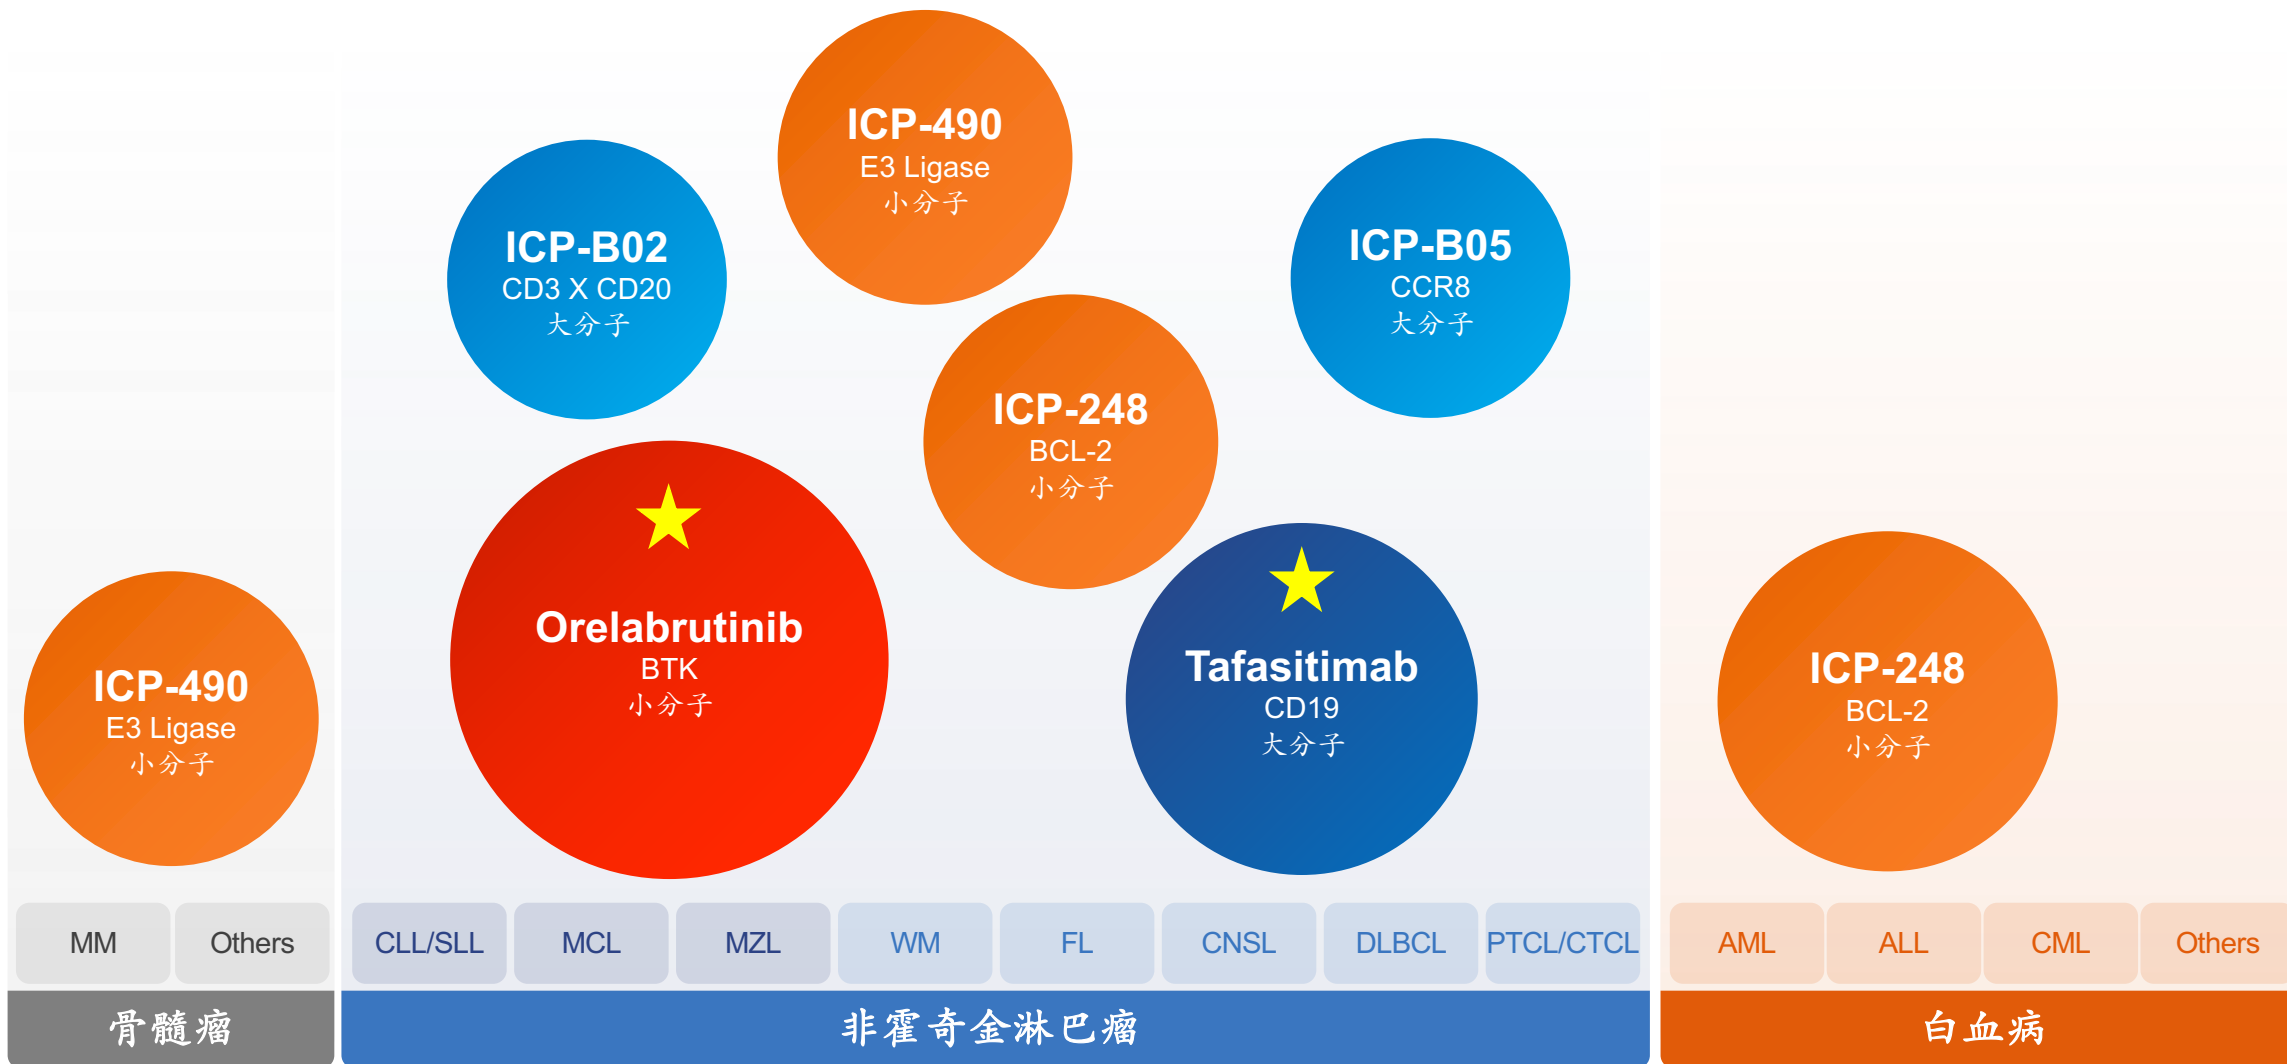 ICP-490
E3 Ligase
小分子
ICP-B02
CD3 X CD20
大分子
ICP-B05
CCR8
大分子
ICP-248
BCL-2
小分子
Orelabrutinib
BTK
小分子
Tafasitimab
CD19
大分子
ICP-490
E3 Ligase
小分子
ICP-248
BCL-2
小分子
MM
Others
CLL/SLL
MCL
MZL
WM
FL
CNSL
DLBCL
PTCL/CTCL
AML
ALL
CML
Others
骨髓瘤
非霍奇金淋巴瘤
白血病